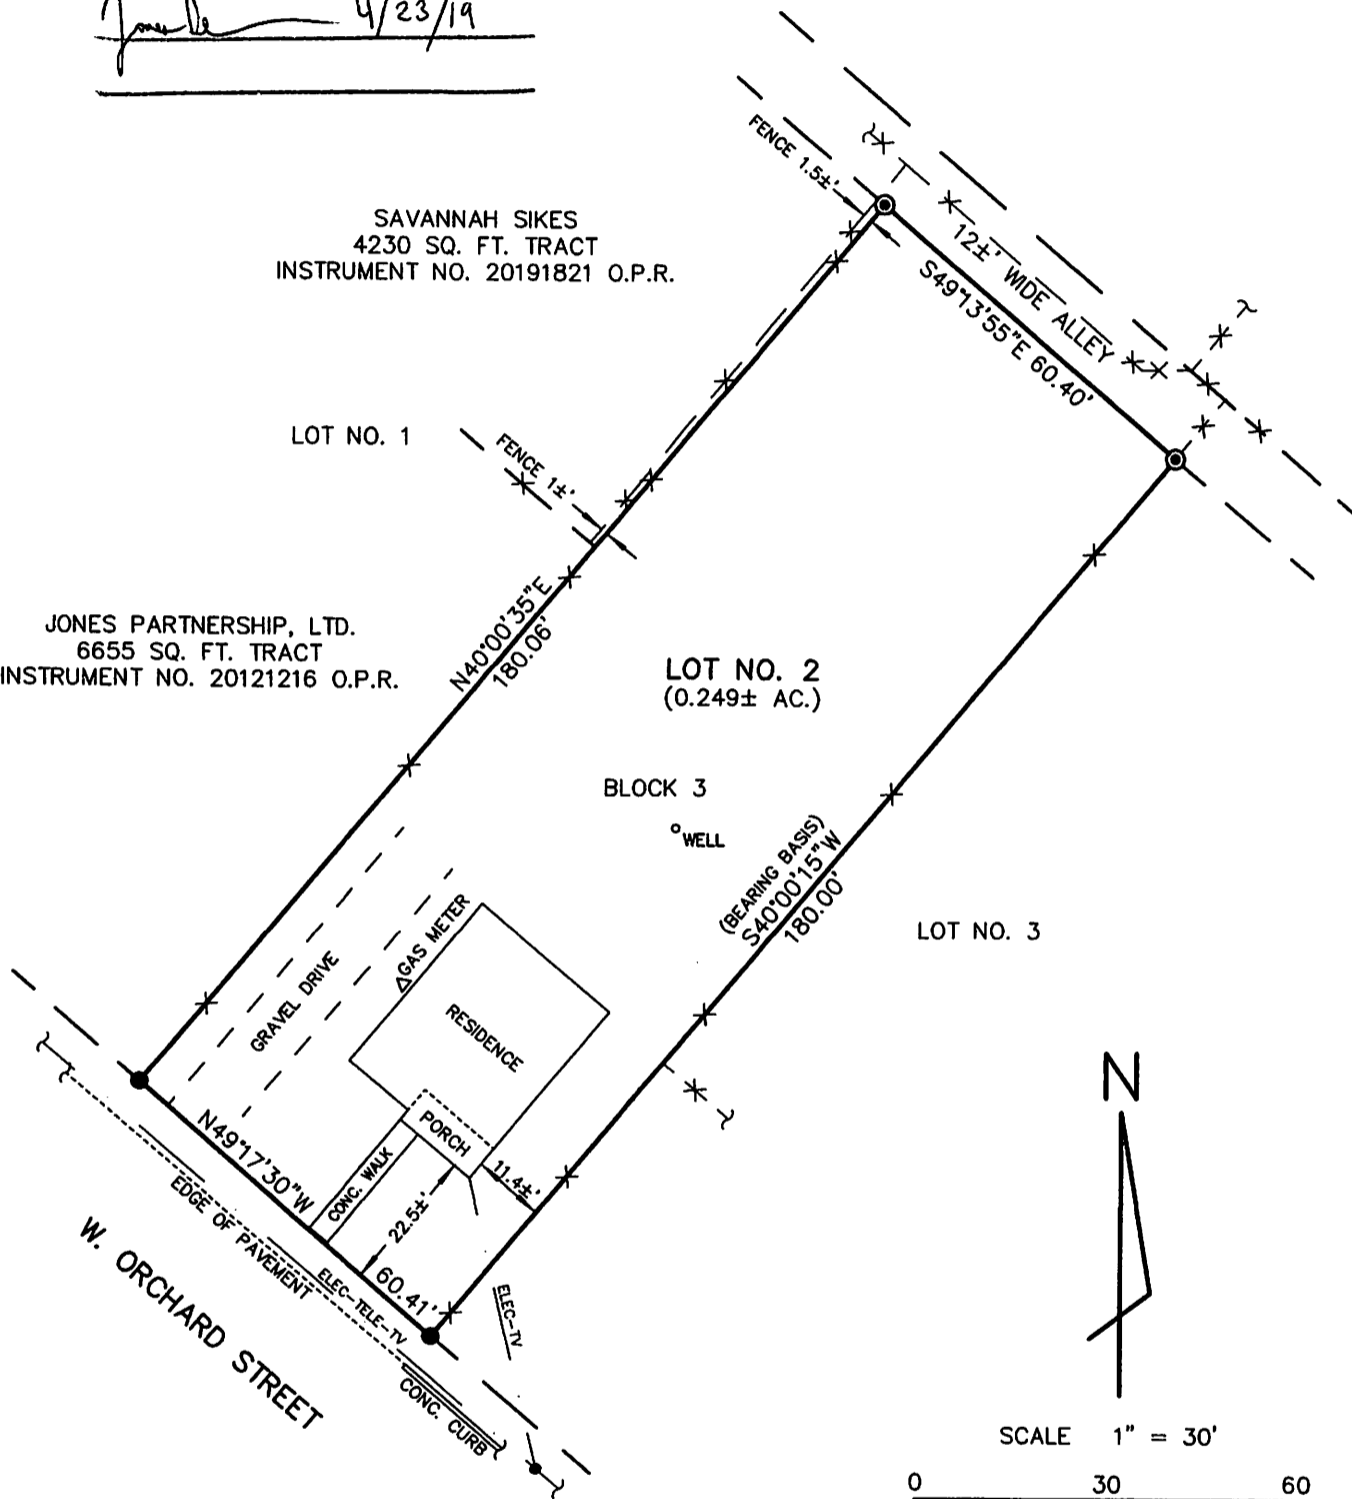 4/23/19
FENCE 1.5±'
SAVANNAH SIKES
4230 SQ. FT. TRACT
INSTRUMENT NO. 20191821 O.P.R.
12±' WIDE ALLEY
S49°13'55"E 60.40'
LOT NO. 1
FENCE 1±'
N40°00'35"E
180.06'
JONES PARTNERSHIP, LTD.
6655 SQ. FT. TRACT
INSTRUMENT NO. 20121216 O.P.R.
LOT NO. 2
(0.249± AC.)
BLOCK 3
WELL
(BEARING BASIS)
S40°00'15"W
180.00'
LOT NO. 3
GAS METER
GRAVEL DRIVE
RESIDENCE
PORCH
CONC. WALK
11.4±'
22.5±'
N49°17'30"W
60.41'
EDGE OF PAVEMENT
ELEC-TELE-TV
ELEC-TV
CONC. CURB
W. ORCHARD STREET
N
SCALE 1" = 30'
0 30 60